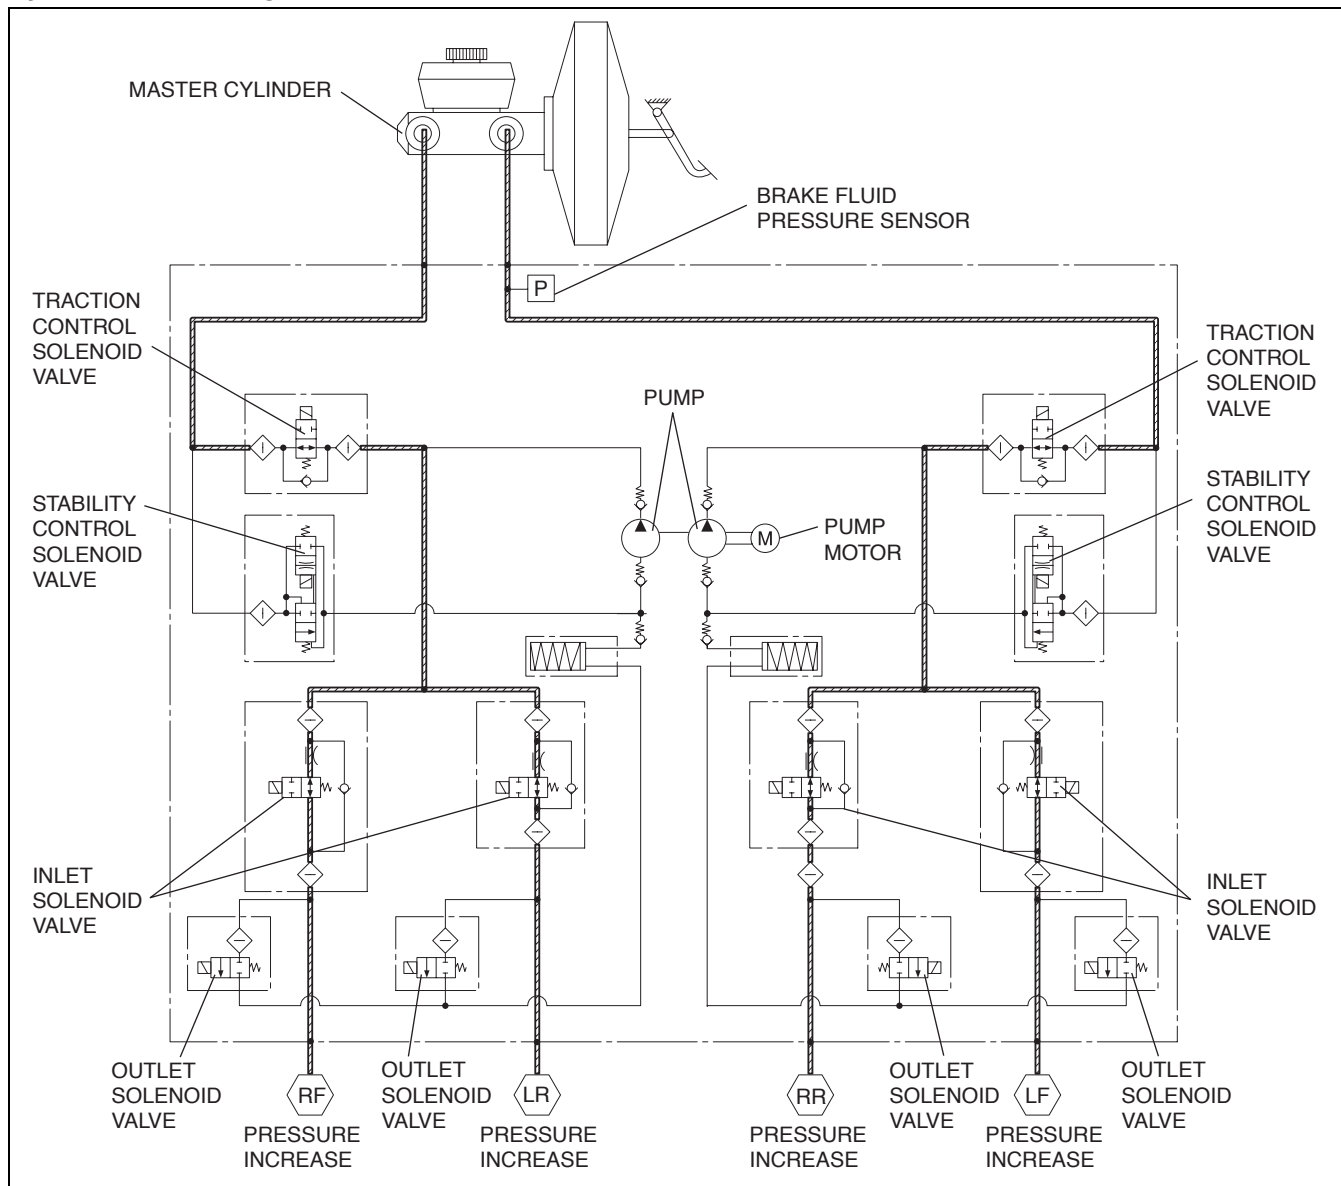 MASTER CYLINDER
BRAKE FLUID
PRESSURE SENSOR
P
TRACTION
CONTROL
SOLENOID
VALVE
TRACTION
CONTROL
SOLENOID
VALVE
PUMP
STABILITY
CONTROL
SOLENOID
VALVE
M
PUMP
MOTOR
STABILITY
CONTROL
SOLENOID
VALVE
INLET
SOLENOID
VALVE
INLET
SOLENOID
VALVE
OUTLET
SOLENOID
VALVE
RF
PRESSURE
INCREASE
OUTLET
SOLENOID
VALVE
LR
PRESSURE
INCREASE
RR
PRESSURE
INCREASE
OUTLET
SOLENOID
VALVE
LF
PRESSURE
INCREASE
OUTLET
SOLENOID
VALVE